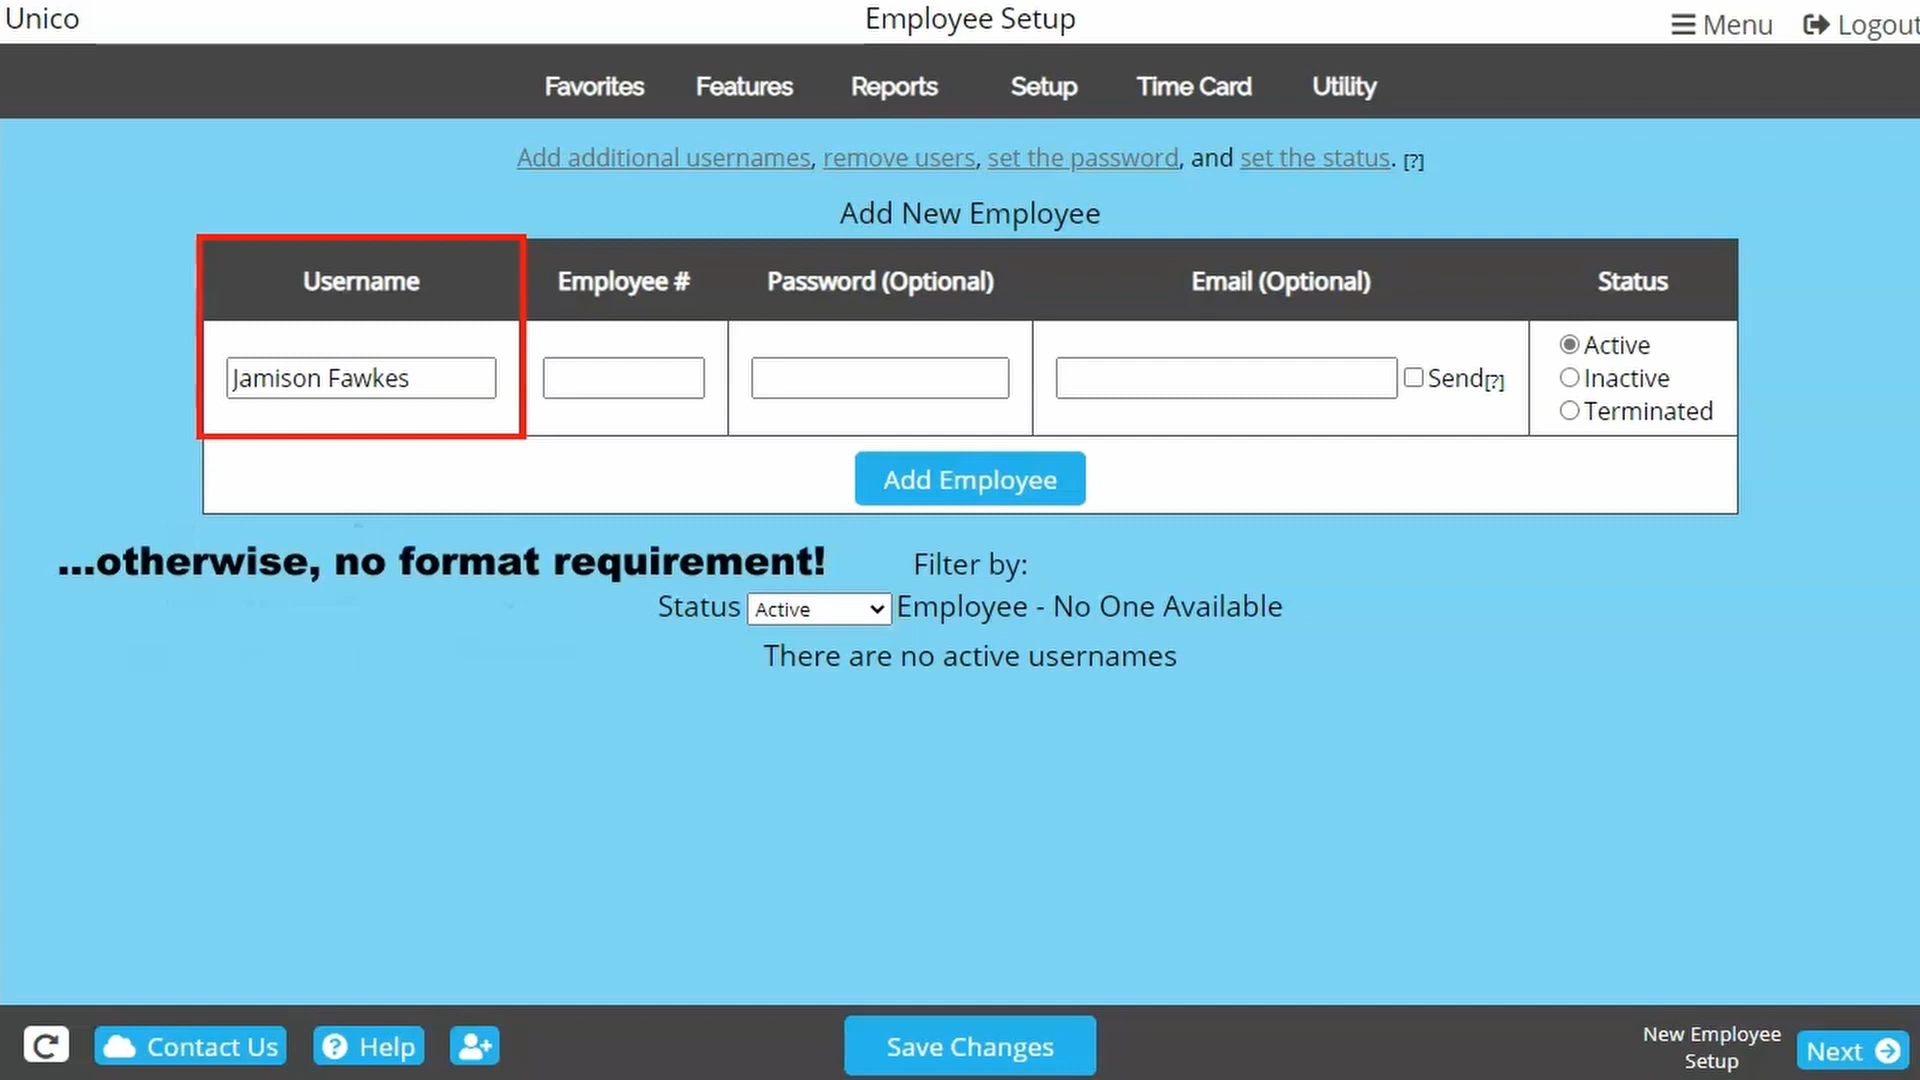 Unico
Employee Setup
Menu
Logout
Favorites Features Reports Setup Time Card Utility
Add additional usernames, remove users, set the password, and set the status. [?]
Add New Employee
Username Employee # Password (Optional) Email (Optional) Status
Jamison Fawkes
Send[?]
Active
Inactive
Terminated
Add Employee
...otherwise, no format requirement!
Filter by:
Status Active Employee - No One Available
There are no active usernames
Contact Us
Help
Save Changes
New Employee
Setup
Next